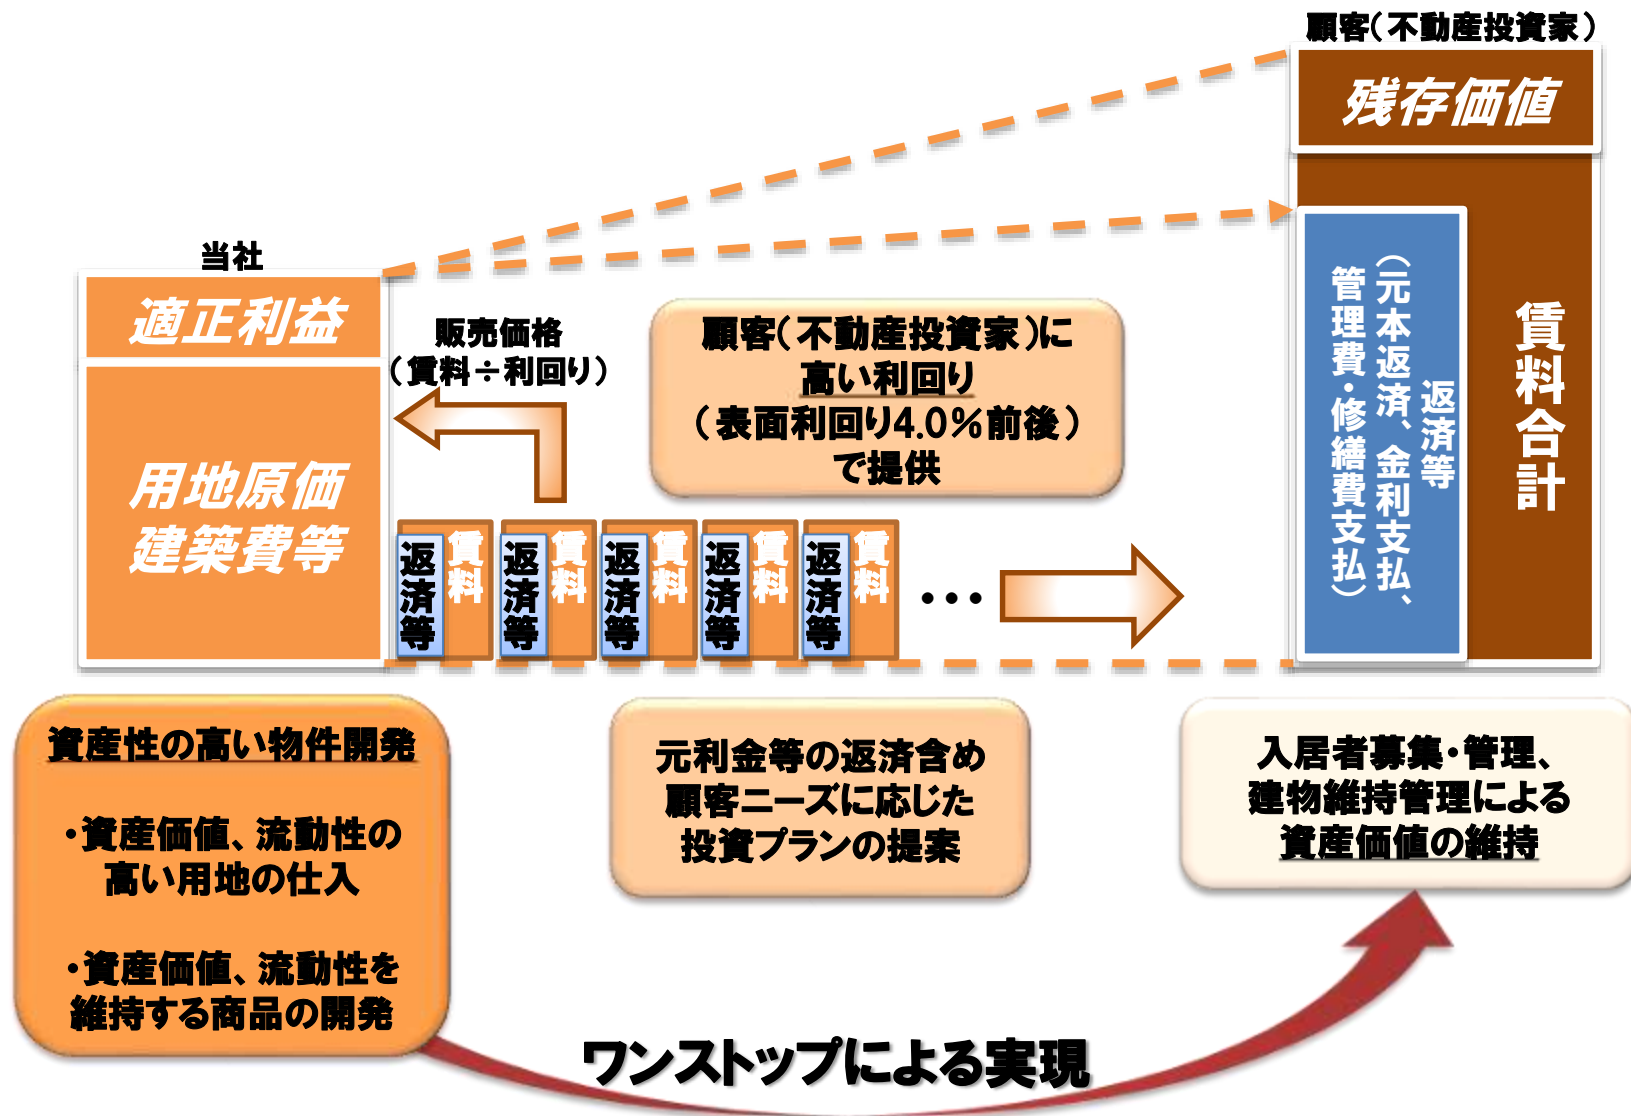 顧客(不動産投資家)
残存価値
賃料合計
返済等
(元本返済、金利支払、
管理費・修繕費支払)
当社
適正利益
用地原価
建築費等
販売価格
(賃料÷利回り)
顧客(不動産投資家)に
高い利回り
(表面利回り4.0%前後)
で提供
返済等
賃料
返済等
賃料
返済等
賃料
返済等
賃料
返済等
賃料
•••
資産性の高い物件開発
・資産価値、流動性の
高い用地の仕入
・資産価値、流動性を
維持する商品の開発
元利金等の返済含め
顧客ニーズに応じた
投資プランの提案
入居者募集・管理、
建物維持管理による
資産価値の維持
ワンストップによる実現